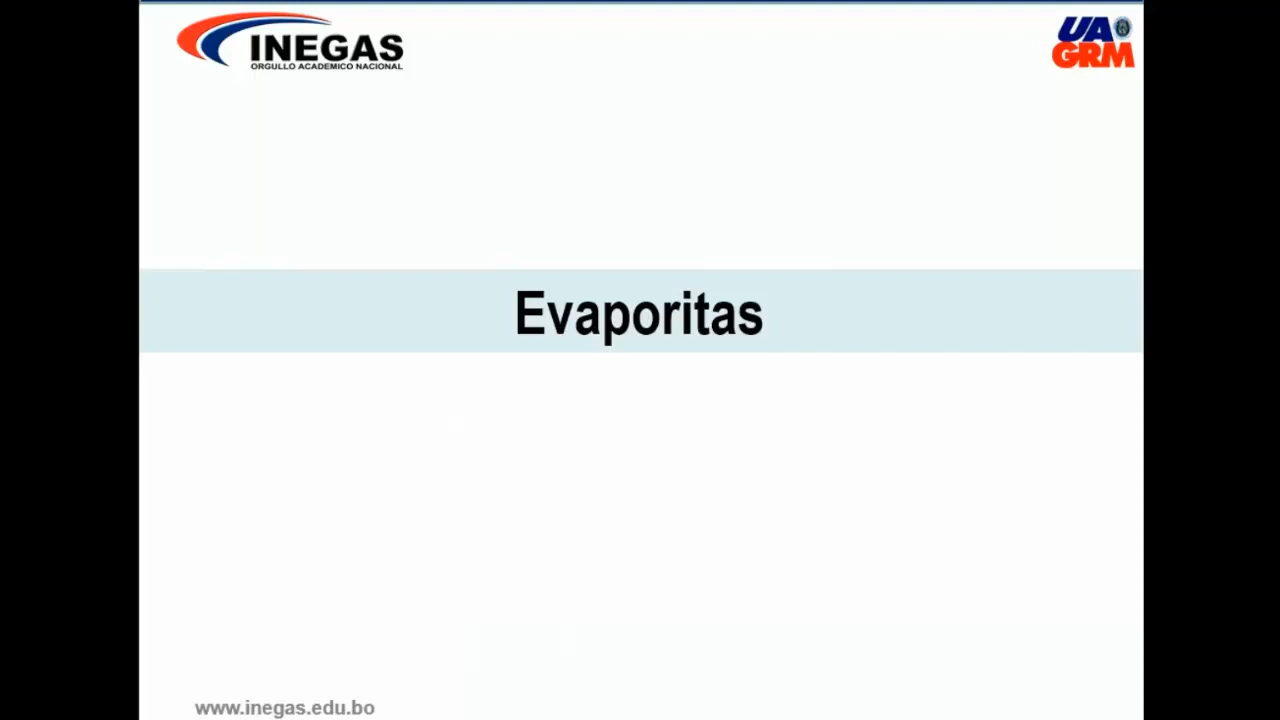 INEGAS
ORGULLO ACADEMICO NACIONAL
UA
GRM
Evaporitas
www.inegas.edu.bo